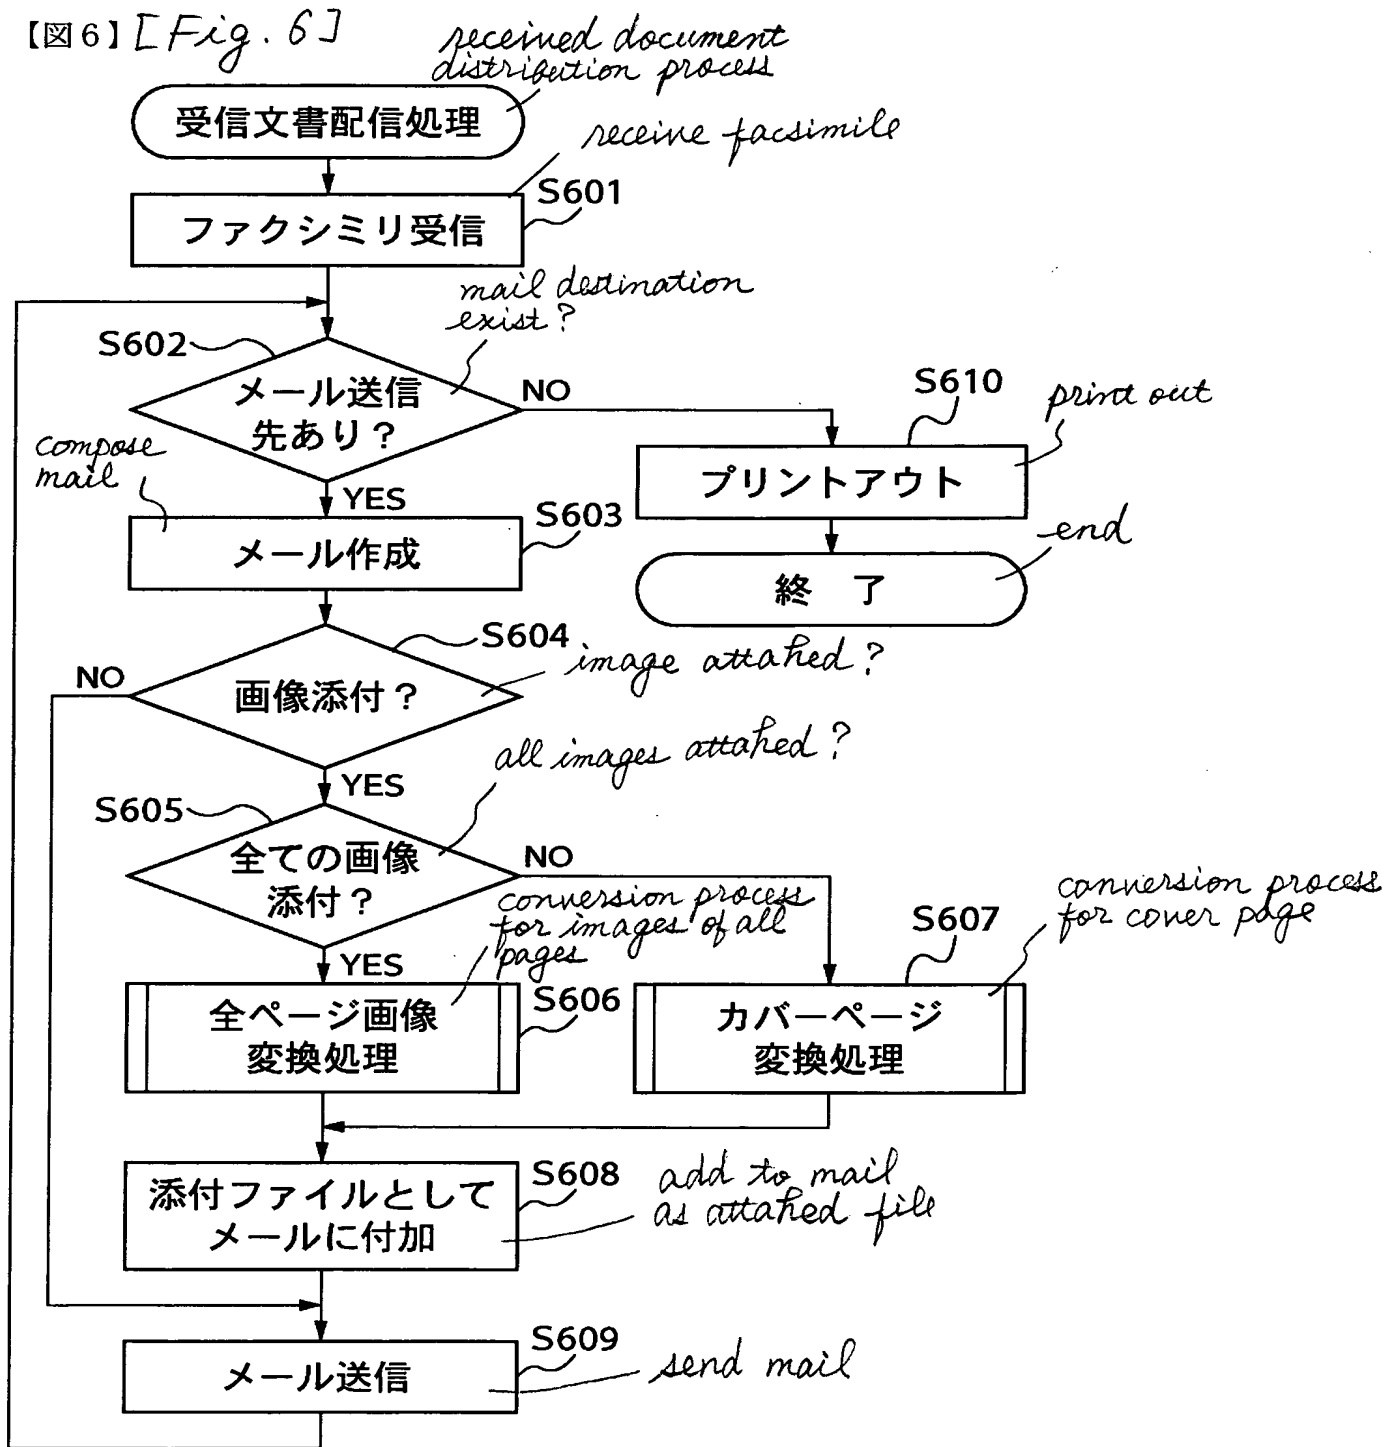 【図6】[Fig. 6]
received document
distribution process
受信文書配信処理
receive facsimile
S601
ファクシミリ受信
mail destination
exist?
S602
メール送信
先あり?
NO
S610
print out
プリントアウト
compose
mail
YES
S603
メール作成
end
終 了
S604
image attahed?
NO
画像添付?
all images attahed?
YES
S605
全ての画像
添付?
NO
conversion process
for images of all
pages
conversion process
for cover page
S607
YES
S606
全ページ画像
変換処理
カバーページ
変換処理
S608
add to mail
as attahed file
添付ファイルとして
メールに付加
S609
send mail
メール送信